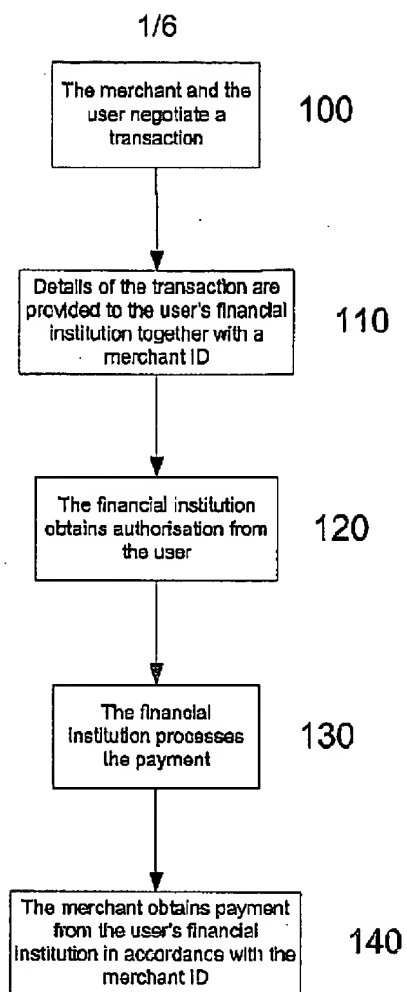 1/6
The merchant and the
user negotiate a
transaction
100
Details of the transaction are
provided to the user's financial
institution together with a
merchant ID
110
The financial institution
obtains authorisation from
the user
120
The financial
institution processes
the payment
130
The merchant obtains payment
from the user's financial
institution in accordance with the
merchant ID
140